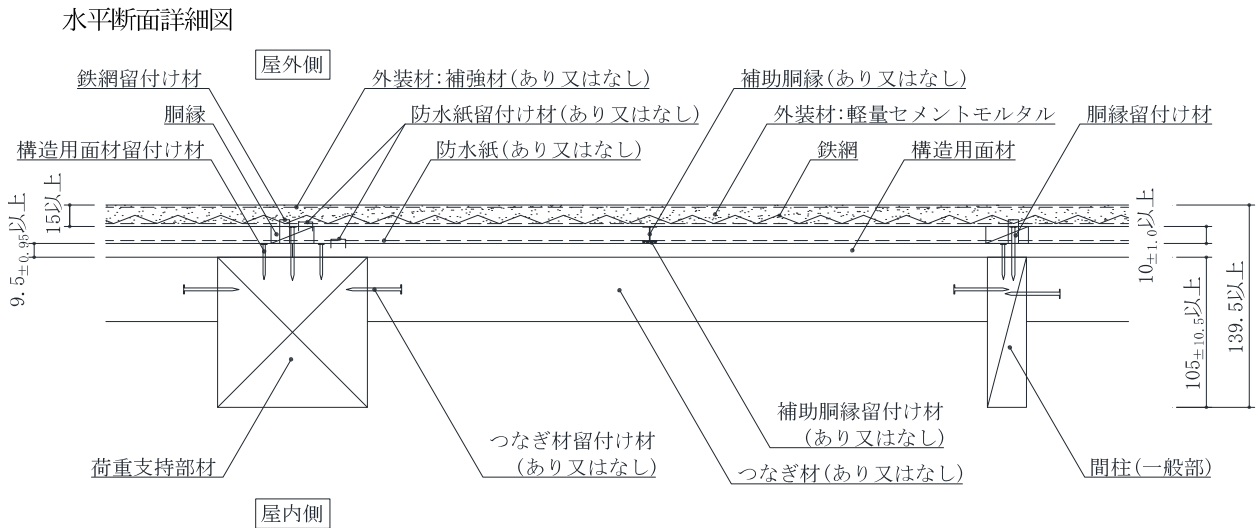 水平断面詳細図
屋外側
鉄網留付け材
外装材:補強材(あり又はなし)
補助胴縁(あり又はなし)
胴縁
防水紙留付け材(あり又はなし)
外装材:軽量セメントモルタル
胴縁留付け材
構造用面材留付け材
防水紙(あり又はなし)
鉄網
構造用面材
9.5±0.95以上
15以上
10±1.0以上
105±10.5以上
139.5以上
荷重支持部材
つなぎ材留付け材
(あり又はなし)
補助胴縁留付け材
(あり又はなし)
つなぎ材(あり又はなし)
間柱(一般部)
屋内側